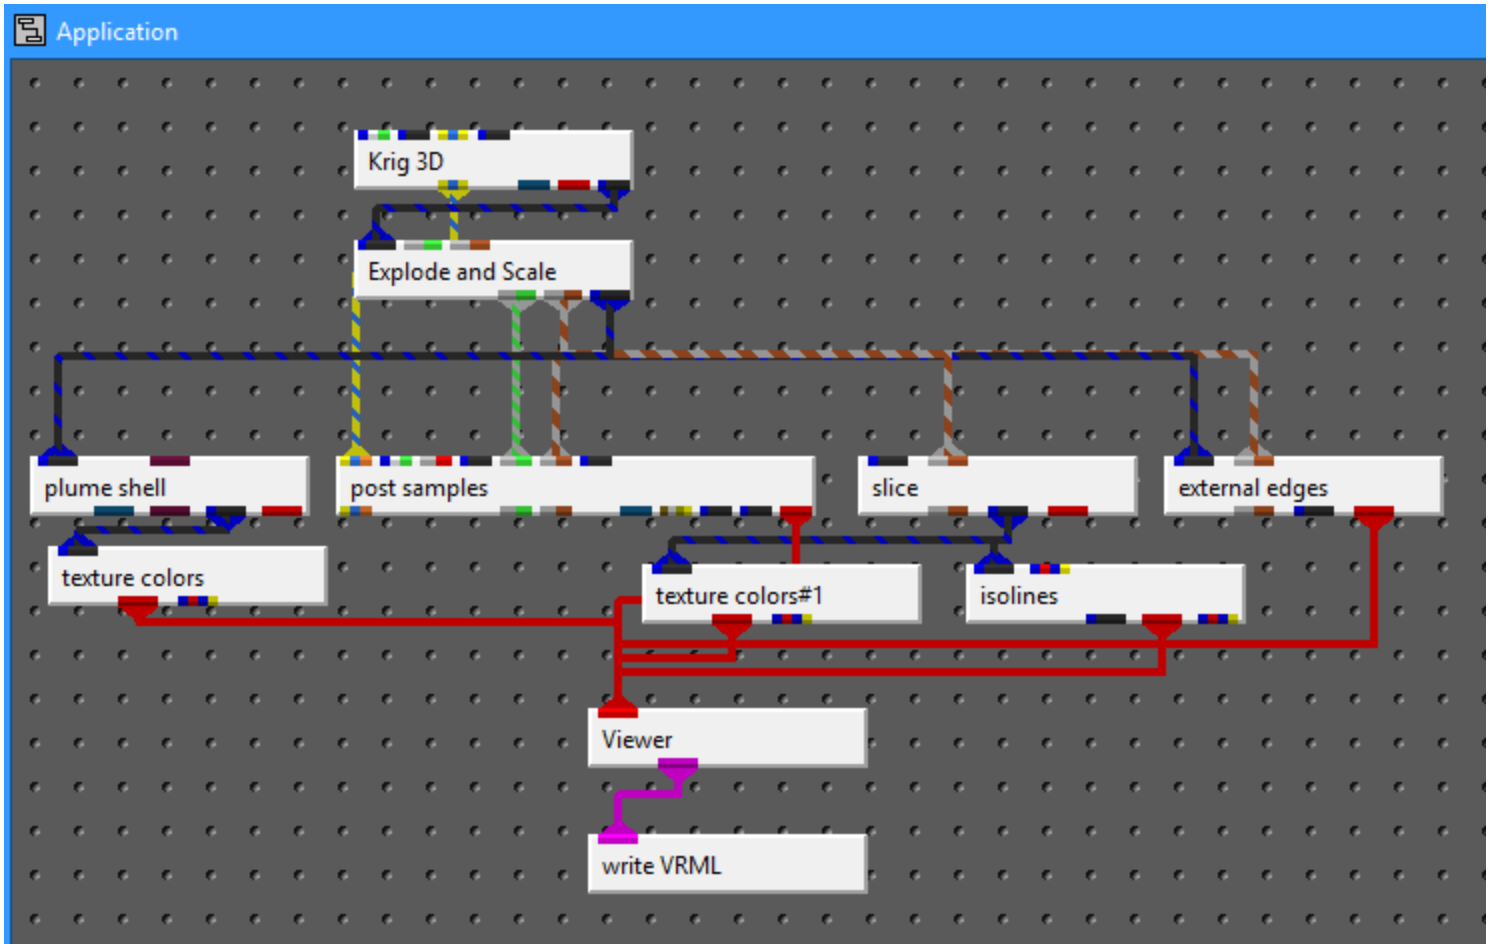 Application
Krig 3D
Explode and Scale
plume shell
post samples
slice
external edges
texture colors
texture colors#1
isolines
Viewer
write VRML